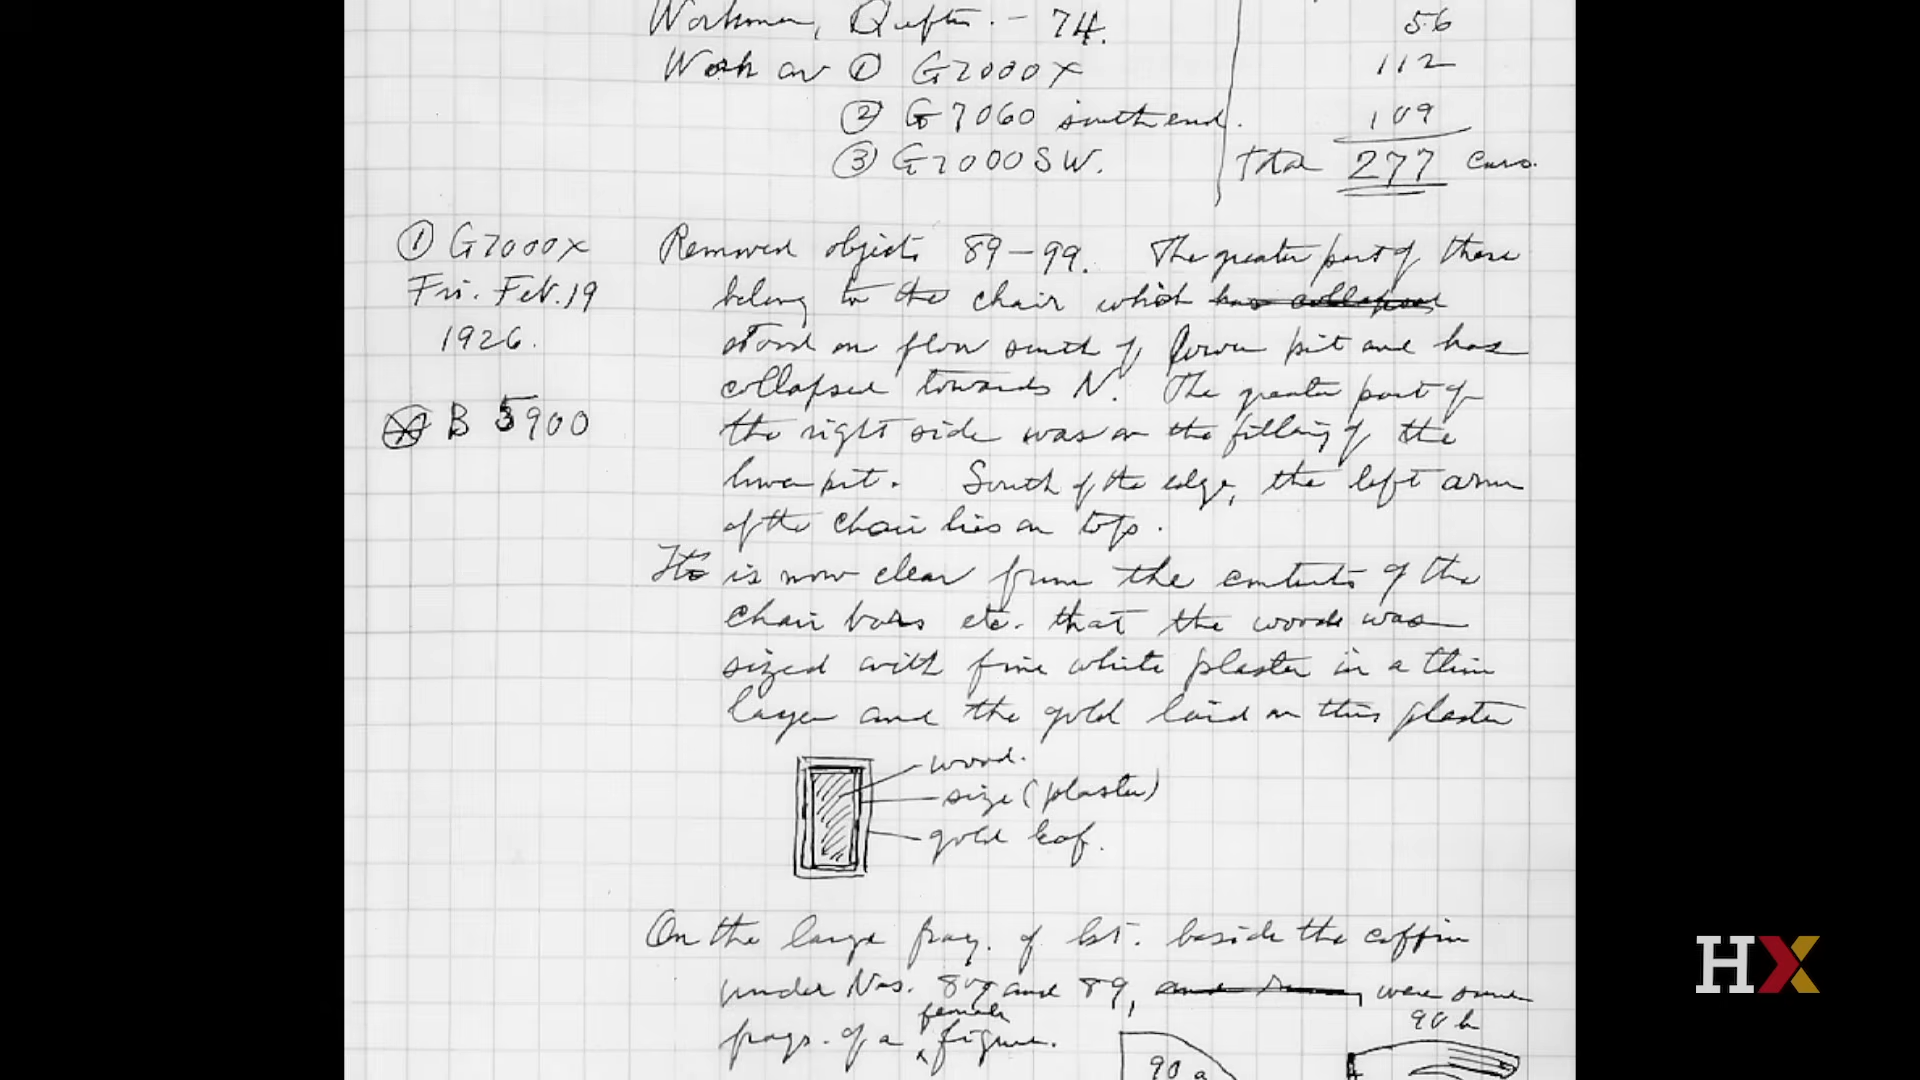 Workmen, Quftis. - 74.
56
Work on ① G7000X
112
② G7060 south end.
109
③ G7000SW.
total 277 cars.
① G7000X
Fri. Feb. 19
1926.
B 5900
Removed objects 89-99. The greater part of these
belong to the chair which has collapsed
stood on floor south of lower pit and has
collapsed towards N. The greater part of
the right side was on the filling of the
lower pit. South of the edge, the left arm
of the chair lies on top.
It is now clear from the contents of the
chair bars etc. that the wood was
sized with fine white plaster in a thin
layer and the gold laid on this plaster
wood.
size (plaster)
gold leaf.
On the large frag. of lst. beside the coffin
under Nos. and 89, were some
frags. of a female figure.
90 a
90 b
HX